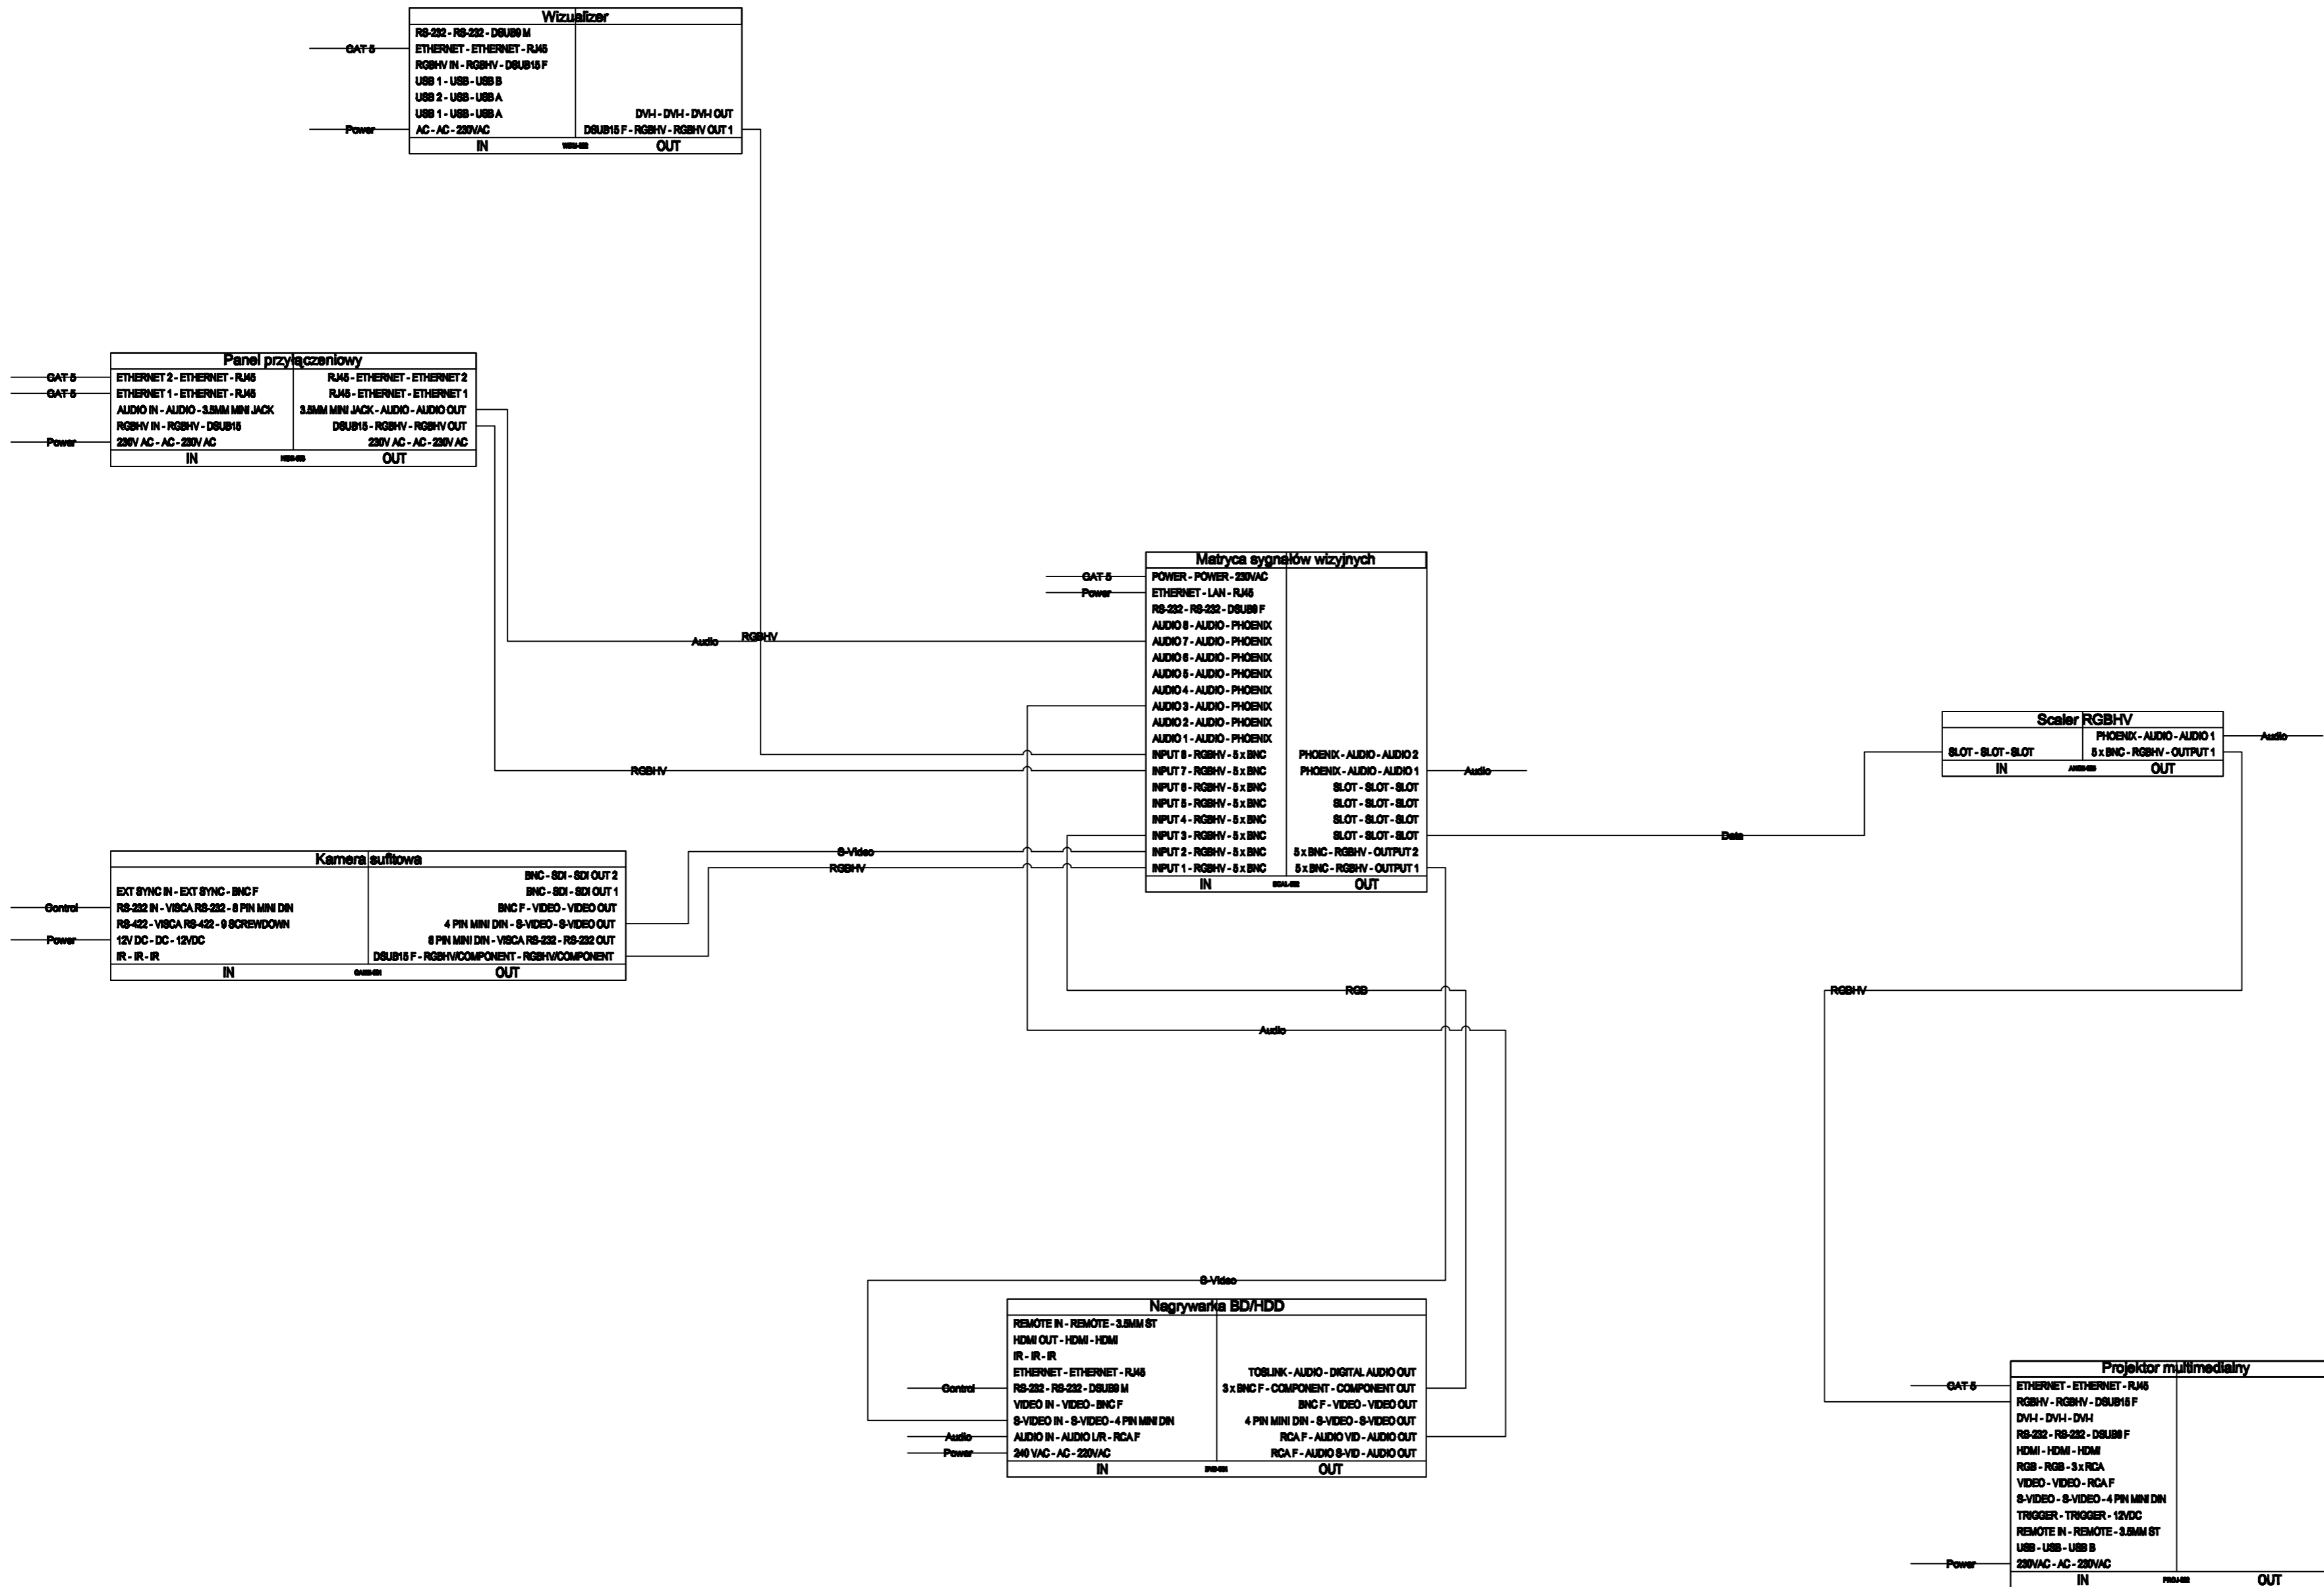 Wizualizer
RS-232 - RS-232 - DSUB9 M
CAT 5
ETHERNET - ETHERNET - RJ45
RGBHV IN - RGBHV - DSUB15 F
USB 1 - USB - USB B
USB 2 - USB - USB A
USB 1 - USB - USB A
DVI-I - DVI-I - DVI-I OUT
Power
AC - AC - 230VAC
DSUB15 F - RGBHV - RGBHV OUT 1
IN
OUT
Panel przyłączeniowy
CAT 5
ETHERNET 2 - ETHERNET - RJ45
RJ45 - ETHERNET - ETHERNET 2
CAT 5
ETHERNET 1 - ETHERNET - RJ45
RJ45 - ETHERNET - ETHERNET 1
AUDIO IN - AUDIO - 3.5MM MINI JACK
3.5MM MINI JACK - AUDIO - AUDIO OUT
RGBHV IN - RGBHV - DSUB15
DSUB15 - RGBHV - RGBHV OUT
Power
230V AC - AC - 230V AC
230V AC - AC - 230V AC
IN
OUT
Audio
RGBHV
RGBHV
Matryca sygnałów wizyjnych
CAT 5
POWER - POWER - 230VAC
Power
ETHERNET - LAN - RJ45
RS-232 - RS-232 - DSUB9 F
AUDIO 8 - AUDIO - PHOENIX
AUDIO 7 - AUDIO - PHOENIX
AUDIO 6 - AUDIO - PHOENIX
AUDIO 5 - AUDIO - PHOENIX
AUDIO 4 - AUDIO - PHOENIX
AUDIO 3 - AUDIO - PHOENIX
AUDIO 2 - AUDIO - PHOENIX
AUDIO 1 - AUDIO - PHOENIX
INPUT 8 - RGBHV - 5 x BNC
PHOENIX - AUDIO - AUDIO 2
INPUT 7 - RGBHV - 5 x BNC
PHOENIX - AUDIO - AUDIO 1
Audio
INPUT 6 - RGBHV - 5 x BNC
SLOT - SLOT - SLOT
INPUT 5 - RGBHV - 5 x BNC
SLOT - SLOT - SLOT
INPUT 4 - RGBHV - 5 x BNC
SLOT - SLOT - SLOT
INPUT 3 - RGBHV - 5 x BNC
SLOT - SLOT - SLOT
Data
INPUT 2 - RGBHV - 5 x BNC
5 x BNC - RGBHV - OUTPUT 2
INPUT 1 - RGBHV - 5 x BNC
5 x BNC - RGBHV - OUTPUT 1
IN
OUT
Scaler RGBHV
PHOENIX - AUDIO - AUDIO 1
Audio
SLOT - SLOT - SLOT
5 x BNC - RGBHV - OUTPUT 1
IN
OUT
S-Video
RGBHV
Kamera sufitowa
BNC - SDI - SDI OUT 2
EXT SYNC IN - EXT SYNC - BNC F
BNC - SDI - SDI OUT 1
Control
RS-232 IN - VISCA RS-232 - 8 PIN MINI DIN
BNC F - VIDEO - VIDEO OUT
RS-422 - VISCA RS-422 - 9 SCREWDOWN
4 PIN MINI DIN - S-VIDEO - S-VIDEO OUT
Power
12V DC - DC - 12VDC
8 PIN MINI DIN - VISCA RS-232 - RS-232 OUT
IR - IR - IR
DSUB15 F - RGBHV/COMPONENT - RGBHV/COMPONENT
IN
OUT
RGB
RGBHV
Audio
S-Video
Nagrywarka BD/HDD
REMOTE IN - REMOTE - 3.5MM ST
HDMI OUT - HDMI - HDMI
IR - IR - IR
ETHERNET - ETHERNET - RJ45
TOSLINK - AUDIO - DIGITAL AUDIO OUT
Control
RS-232 - RS-232 - DSUB9 M
3 x BNC F - COMPONENT - COMPONENT OUT
VIDEO IN - VIDEO - BNC F
BNC F - VIDEO - VIDEO OUT
S-VIDEO IN - S-VIDEO - 4 PIN MINI DIN
4 PIN MINI DIN - S-VIDEO - S-VIDEO OUT
Audio
AUDIO IN - AUDIO L/R - RCA F
RCA F - AUDIO VID - AUDIO OUT
Power
240 VAC - AC - 220VAC
RCA F - AUDIO S-VID - AUDIO OUT
IN
OUT
Projektor multimedialny
CAT 5
ETHERNET - ETHERNET - RJ45
RGBHV - RGBHV - DSUB15 F
DVI-I - DVI-I - DVI-I
RS-232 - RS-232 - DSUB9 F
HDMI - HDMI - HDMI
RGB - RGB - 3 x RCA
VIDEO - VIDEO - RCA F
S-VIDEO - S-VIDEO - 4 PIN MINI DIN
TRIGGER - TRIGGER - 12VDC
REMOTE IN - REMOTE - 3.5MM ST
USB - USB - USB B
Power
230VAC - AC - 230VAC
IN
OUT